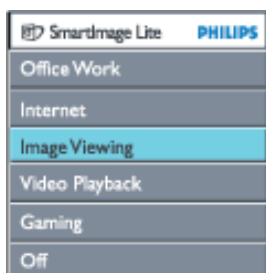 SmartImage Lite PHILIPS
Office Work
Internet
Image Viewing
Video Playback
Gaming
Off